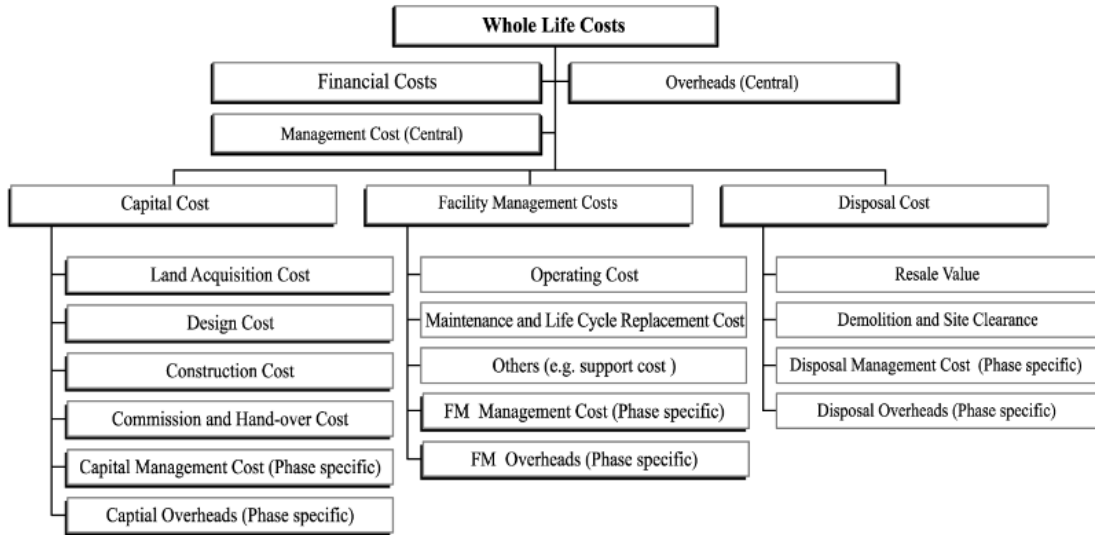 Whole Life Costs
Financial Costs
Overheads (Central)
Management Cost (Central)
Capital Cost
Facility Management Costs
Disposal Cost
Land Acquisition Cost
Design Cost
Construction Cost
Commission and Hand-over Cost
Capital Management Cost (Phase specific)
Captial Overheads (Phase specific)
Operating Cost
Maintenance and Life Cycle Replacement Cost
Others (e.g. support cost )
FM Management Cost (Phase specific)
FM Overheads (Phase specific)
Resale Value
Demolition and Site Clearance
Disposal Management Cost (Phase specific)
Disposal Overheads (Phase specific)